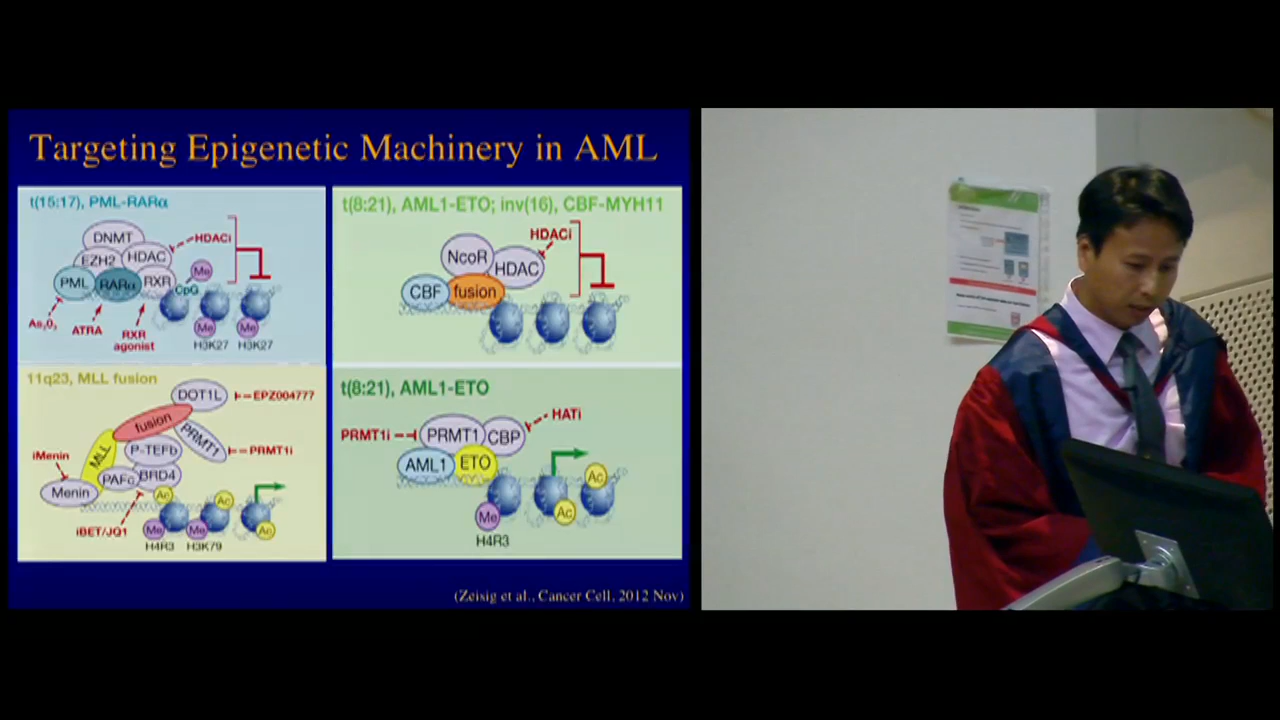 Targeting Epigenetic Machinery in AML
t(15:17), PML-RARα
DNMT
HDACi
EZH2
HDAC
Me
PML
RARα
RXR
CpG
As2O3
ATRA
RXR
agonist
Me
Me
H3K27
H3K27
t(8:21), AML1-ETO; inv(16), CBF-MYH11
HDACi
NcoR
HDAC
CBF
fusion
11q23, MLL fusion
DOT1L
EPZ004777
fusion
PRMT1
PRMT1i
iMenin
MLL
P-TEFb
PAFc
BRD4
Menin
Ac
Ac
iBET/JQ1
Me
Me
Ac
H4R3
H3K79
t(8:21), AML1-ETO
HATi
PRMT1i
PRMT1
CBP
AML1
ETO
Ac
Me
Ac
H4R3
(Zeisig et al., Cancer Cell, 2012 Nov)